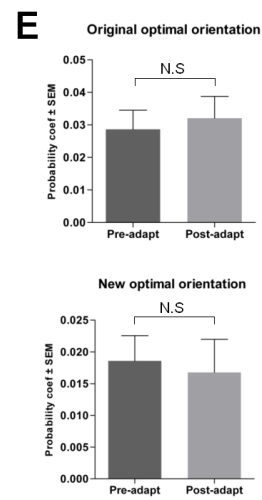 E
Original optimal orientation
Probability coef ± SEM
0.05
0.04
0.03
0.02
0.01
0.00
N.S
Pre-adapt Post-adapt
New optimal orientation
Probability coef ± SEM
0.025
0.020
0.015
0.010
0.005
0.000
N.S
Pre-adapt Post-adapt